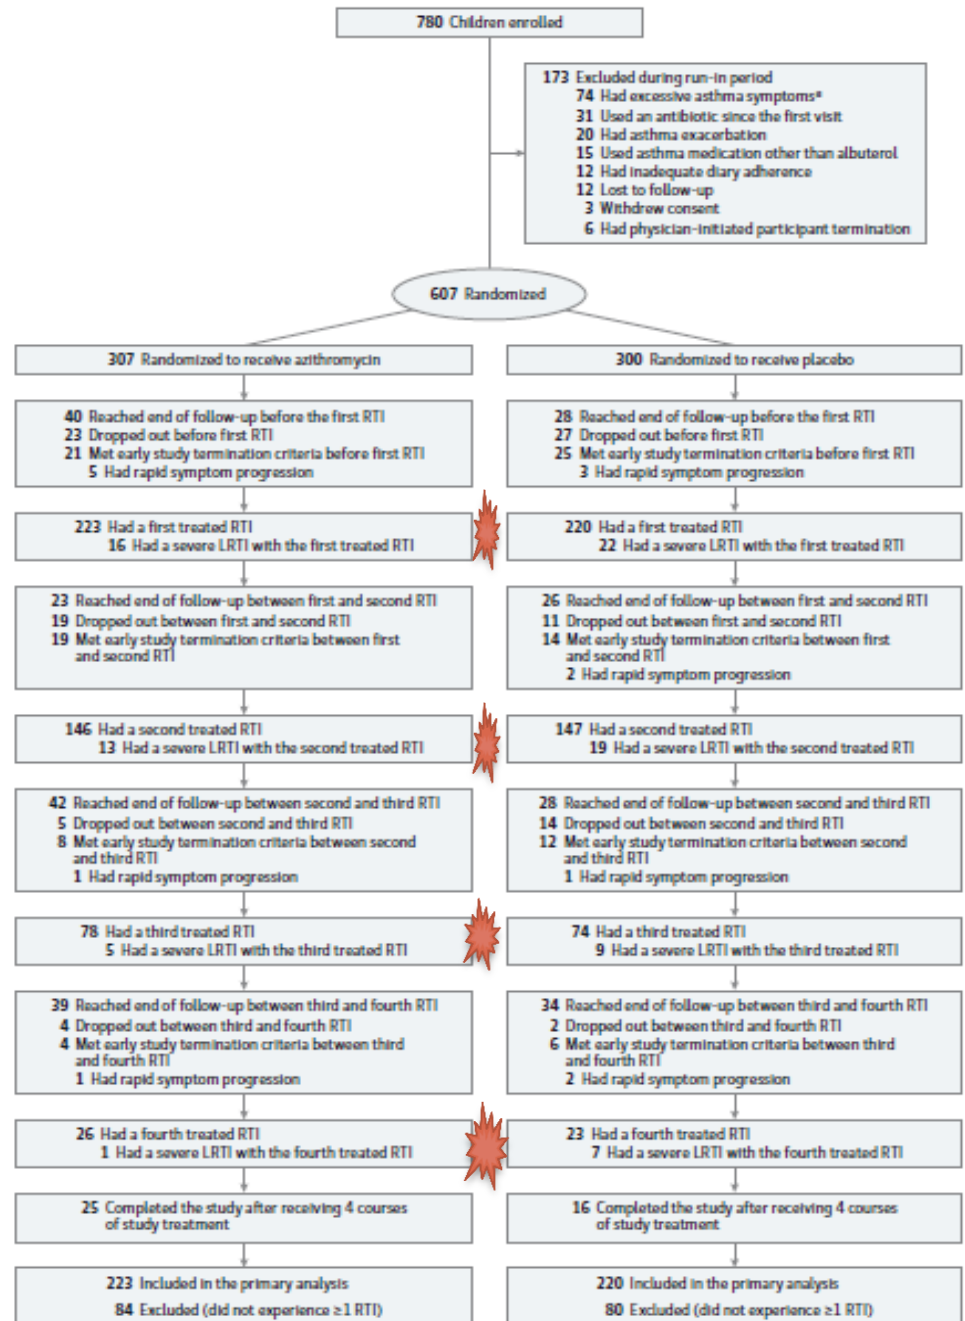 780 Children enrolled
173 Excluded during run-in period
74 Had excessive asthma symptomsª
31 Used an antibiotic since the first visit
20 Had asthma exacerbation
15 Used asthma medication other than albuterol
12 Had inadequate diary adherence
12 Lost to follow-up
3 Withdrew consent
6 Had physician-initiated participant termination
607 Randomized
307 Randomized to receive azithromycin
40 Reached end of follow-up before the first RTI
23 Dropped out before first RTI
21 Met early study termination criteria before first RTI
5 Had rapid symptom progression
223 Had a first treated RTI
16 Had a severe LRTI with the first treated RTI
23 Reached end of follow-up between first and second RTI
19 Dropped out between first and second RTI
19 Met early study termination criteria between first
and second RTI
146 Had a second treated RTI
13 Had a severe LRTI with the second treated RTI
42 Reached end of follow-up between second and third RTI
5 Dropped out between second and third RTI
8 Met early study termination criteria between second
and third RTI
1 Had rapid symptom progression
78 Had a third treated RTI
5 Had a severe LRTI with the third treated RTI
39 Reached end of follow-up between third and fourth RTI
4 Dropped out between third and fourth RTI
4 Met early study termination criteria between third
and fourth RTI
1 Had rapid symptom progression
26 Had a fourth treated RTI
1 Had a severe LRTI with the fourth treated RTI
25 Completed the study after receiving 4 courses
of study treatment
223 Included in the primary analysis
84 Excluded (did not experience ≥1 RTI)
300 Randomized to receive placebo
28 Reached end of follow-up before the first RTI
27 Dropped out before first RTI
25 Met early study termination criteria before first RTI
3 Had rapid symptom progression
220 Had a first treated RTI
22 Had a severe LRTI with the first treated RTI
26 Reached end of follow-up between first and second RTI
11 Dropped out between first and second RTI
14 Met early study termination criteria between first
and second RTI
2 Had rapid symptom progression
147 Had a second treated RTI
19 Had a severe LRTI with the second treated RTI
28 Reached end of follow-up between second and third RTI
14 Dropped out between second and third RTI
12 Met early study termination criteria between second
and third RTI
1 Had rapid symptom progression
74 Had a third treated RTI
9 Had a severe LRTI with the third treated RTI
34 Reached end of follow-up between third and fourth RTI
2 Dropped out between third and fourth RTI
6 Met early study termination criteria between third
and fourth RTI
2 Had rapid symptom progression
23 Had a fourth treated RTI
7 Had a severe LRTI with the fourth treated RTI
16 Completed the study after receiving 4 courses
of study treatment
220 Included in the primary analysis
80 Excluded (did not experience ≥1 RTI)